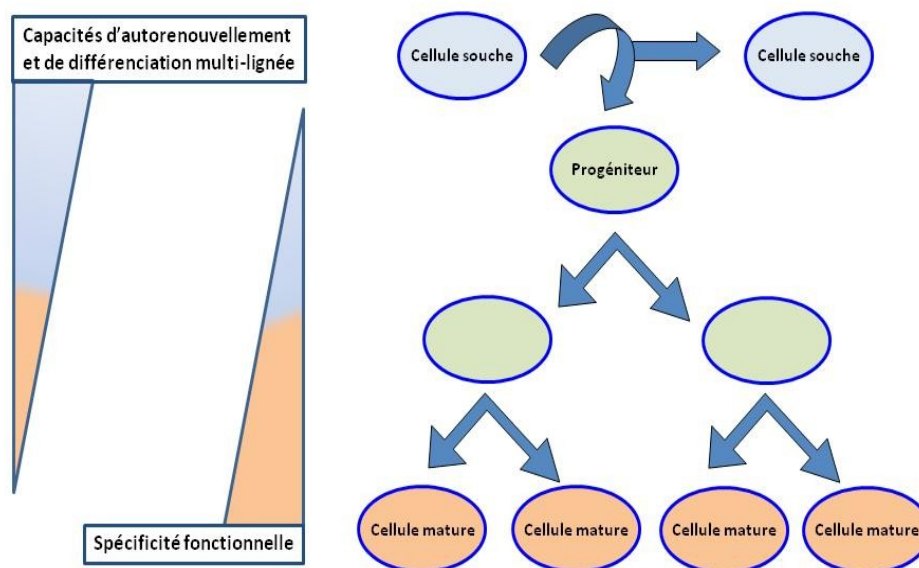 Capacités d'autorenouvellement
et de différenciation multi-lignée
Cellule souche
Cellule souche
Progéniteur
Cellule mature
Cellule mature
Cellule mature
Cellule mature
Spécificité fonctionnelle